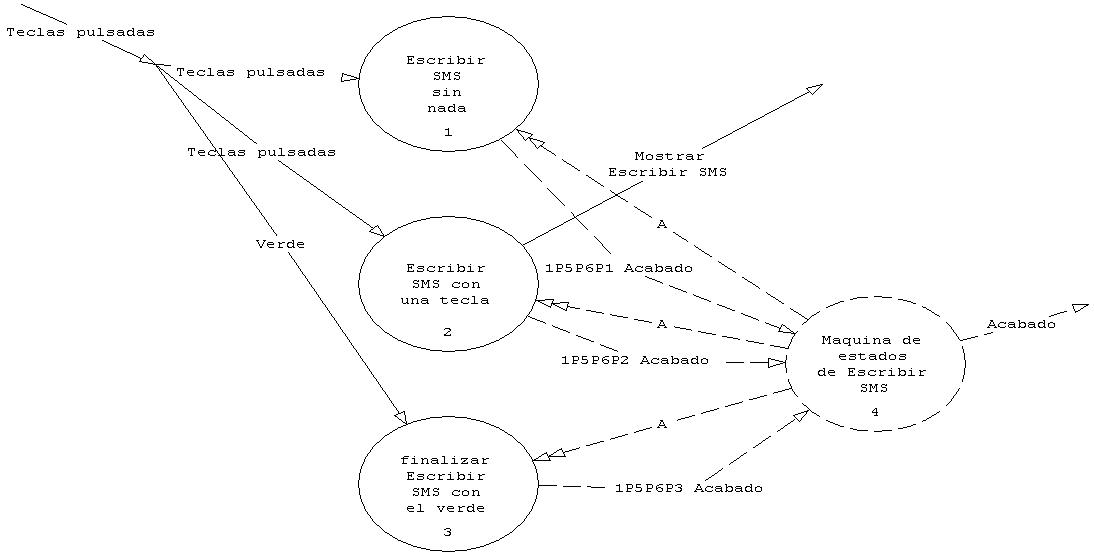 Teclas pulsadas
Teclas pulsadas
Escribir
SMS
sin
nada
1
Teclas pulsadas
Mostrar
Escribir SMS
A
Verde
Escribir
SMS con
una tecla
2
1P5P6P1 Acabado
A
1P5P6P2 Acabado
Maquina de
estados
de Escribir
SMS
4
Acabado
A
finalizar
Escribir
SMS con
el verde
3
1P5P6P3 Acabado